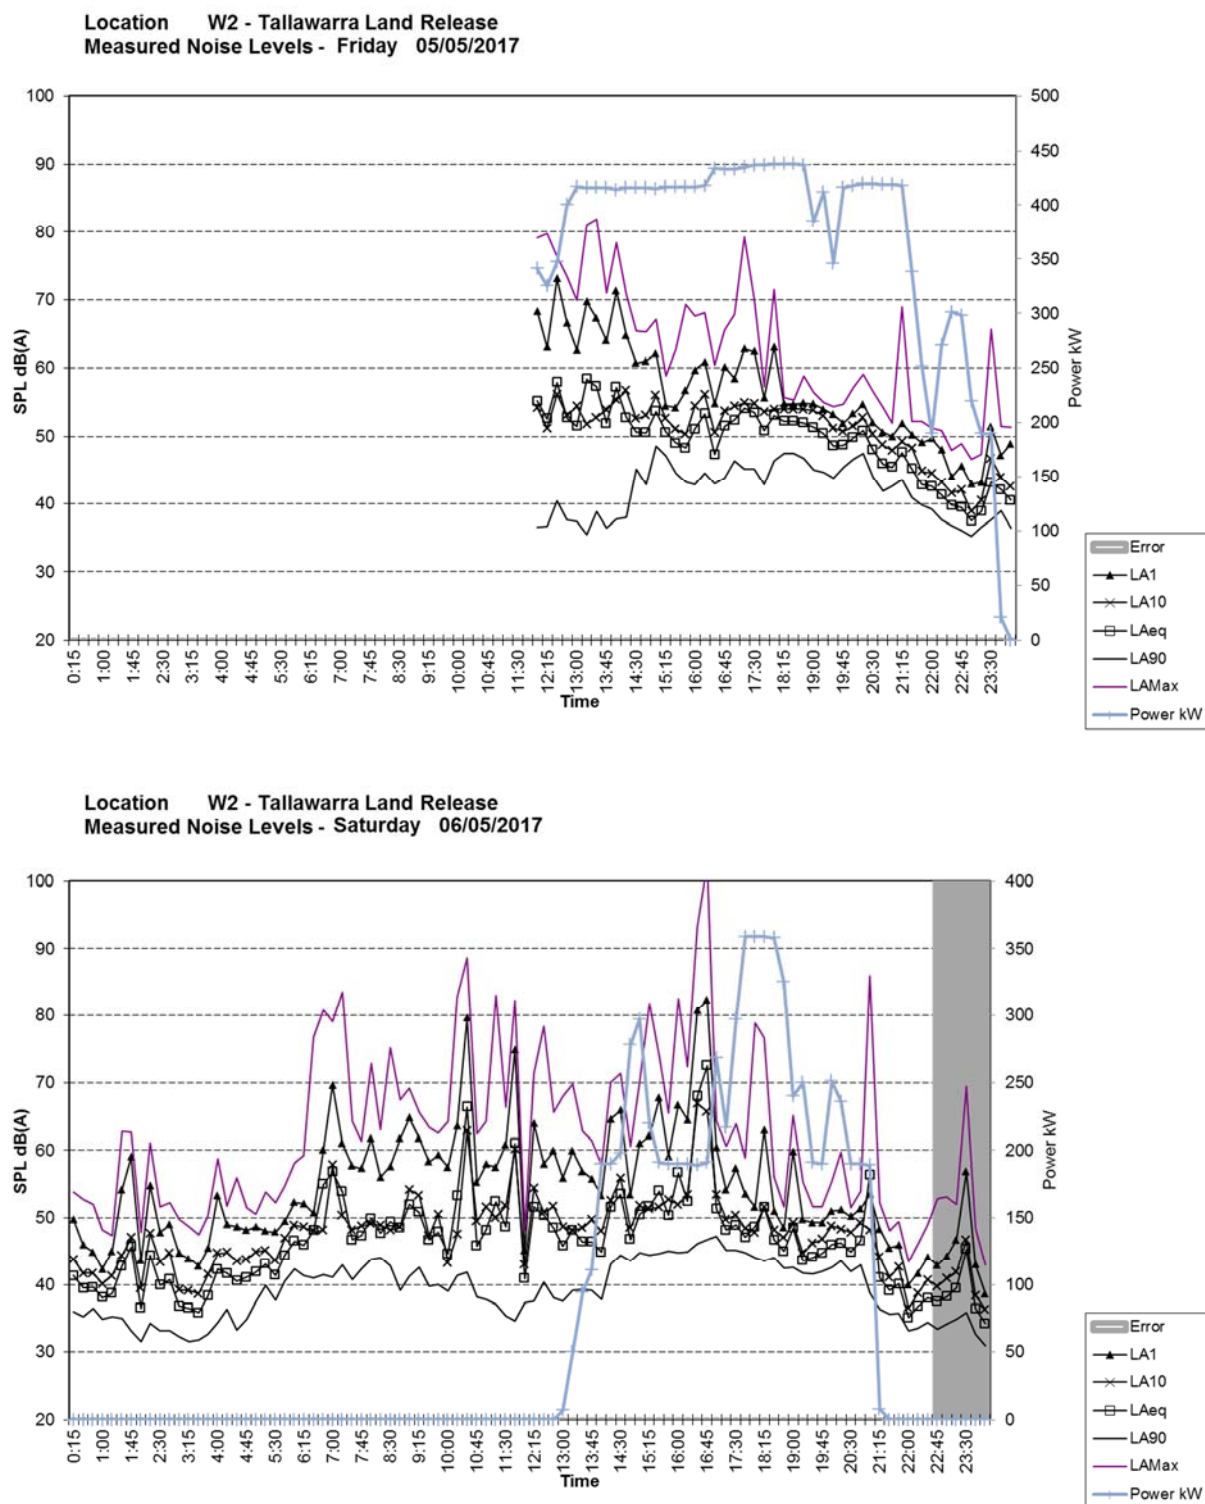 Location W2 - Tallawarra Land Release
Measured Noise Levels - Friday 05/05/2017
100
90
80
70
60
50
40
30
20
SPL dB(A)
500
450
400
350
300
250
200
150
100
50
0
Power kW
0:15 1:00 1:45 2:30 3:15 4:00 4:45 5:30 6:15 7:00 7:45 8:30 9:15 10:00 10:45 11:30 12:15 13:00 13:45 14:30 15:15 16:00 16:45 17:30 18:15 19:00 19:45 20:30 21:15 22:00 22:45 23:30
Time
Error
LA1
LA10
LAeq
LA90
LAMax
Power kW
Location W2 - Tallawarra Land Release
Measured Noise Levels - Saturday 06/05/2017
100
90
80
70
60
50
40
30
20
SPL dB(A)
400
350
300
250
200
150
100
50
0
Power kW
0:15 1:00 1:45 2:30 3:15 4:00 4:45 5:30 6:15 7:00 7:45 8:30 9:15 10:00 10:45 11:30 12:15 13:00 13:45 14:30 15:15 16:00 16:45 17:30 18:15 19:00 19:45 20:30 21:15 22:00 22:45 23:30
Time
Error
LA1
LA10
LAeq
LA90
LAMax
Power kW